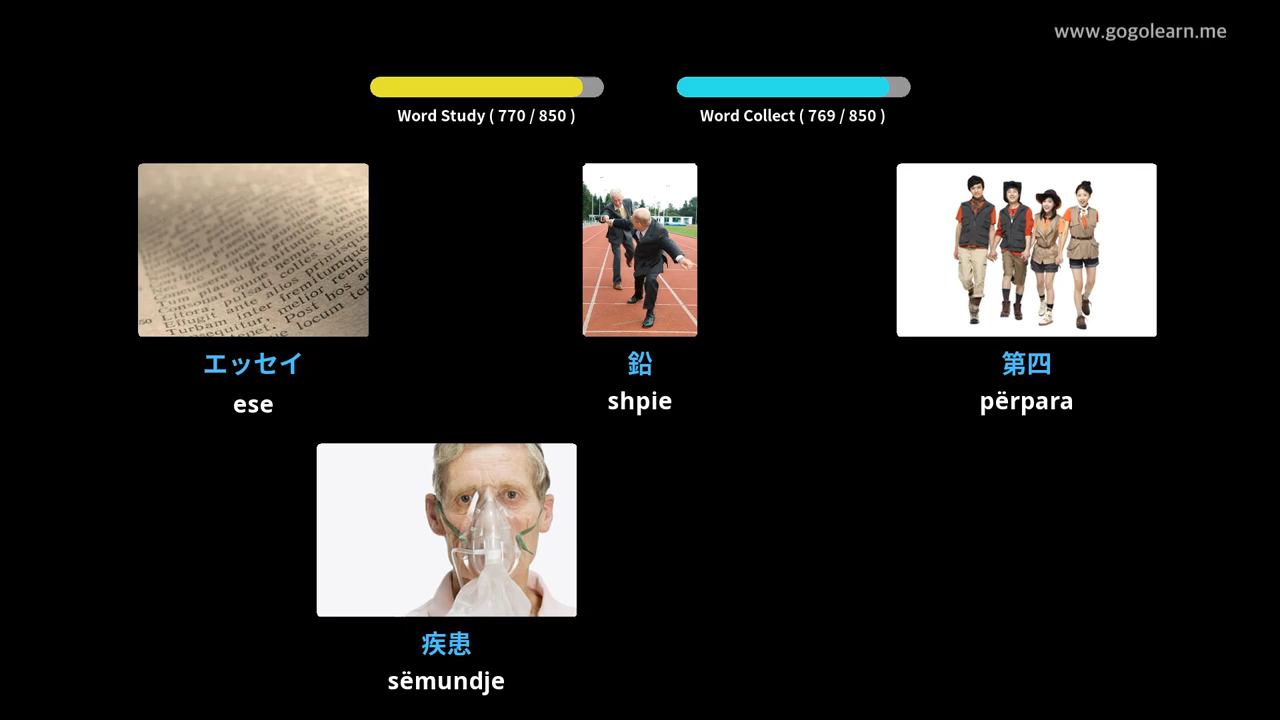 www.gogolearn.me
Word Study ( 770 / 850 )
Word Collect ( 769 / 850 )
エッセイ
ese
鉛
shpie
第四
përpara
疾患
sëmundje